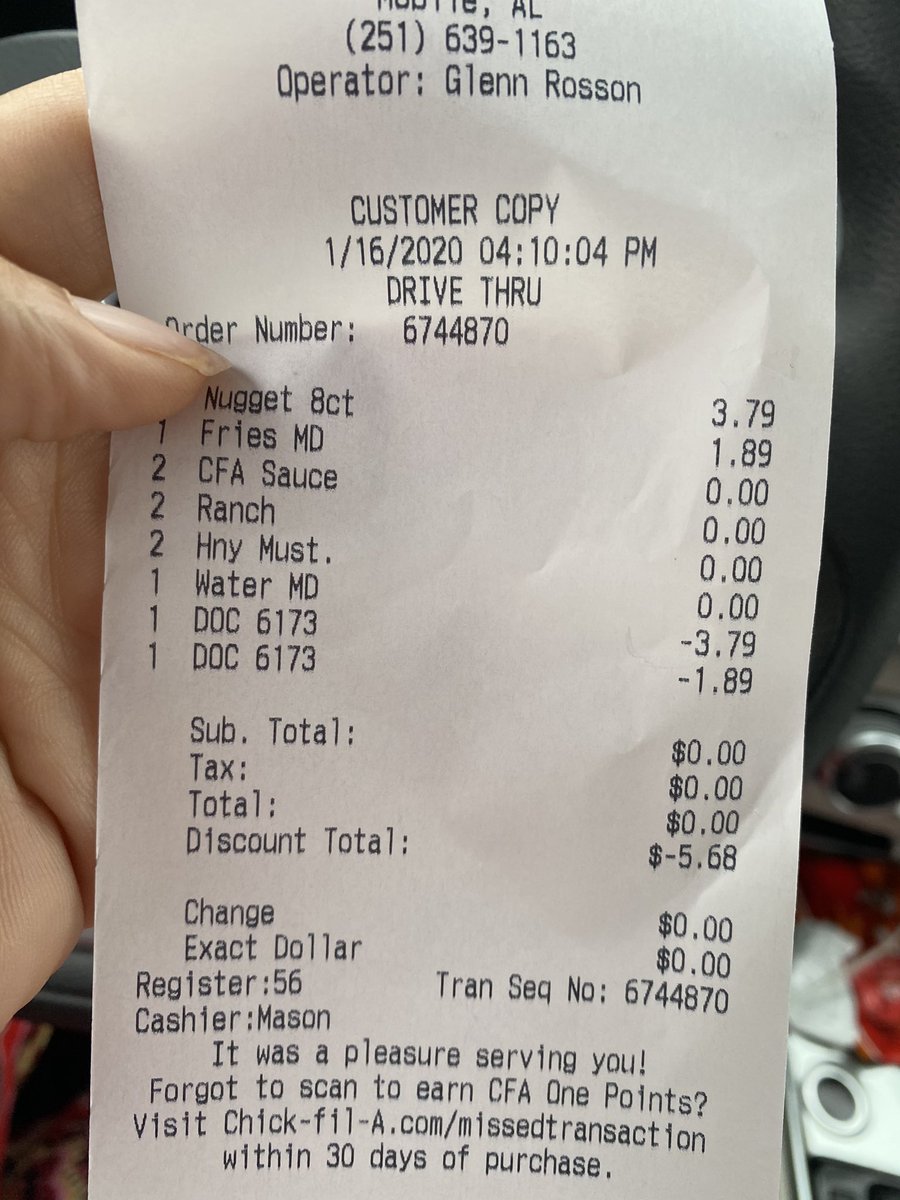 Mobile, AL
(251) 639-1163
Operator: Glenn Rosson
CUSTOMER COPY
1/16/2020 04:10:04 PM
DRIVE THRU
Order Number: 6744870
Nugget 8ct 3.79
1 Fries MD 1.89
2 CFA Sauce 0.00
2 Ranch 0.00
2 Hny Must. 0.00
1 Water MD 0.00
1 DOC 6173 -3.79
1 DOC 6173 -1.89
Sub. Total: $0.00
Tax: $0.00
Total: $0.00
Discount Total: $-5.68
Change $0.00
Exact Dollar $0.00
Register:56 Tran Seq No: 6744870
Cashier:Mason
It was a pleasure serving you!
Forgot to scan to earn CFA One Points?
Visit Chick-fil-A.com/missedtransaction
within 30 days of purchase.